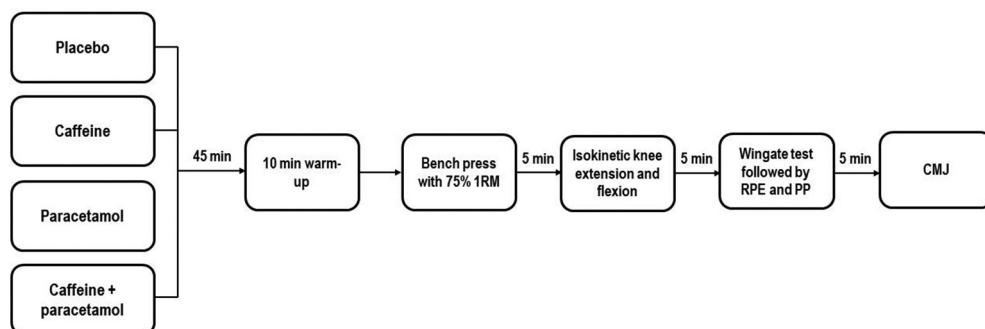 Placebo
Caffeine
Paracetamol
Caffeine +
paracetamol
45 min
10 min warm-
up
Bench press
with 75% 1RM
5 min
Isokinetic knee
extension and
flexion
5 min
Wingate test
followed by
RPE and PP
5 min
CMJ